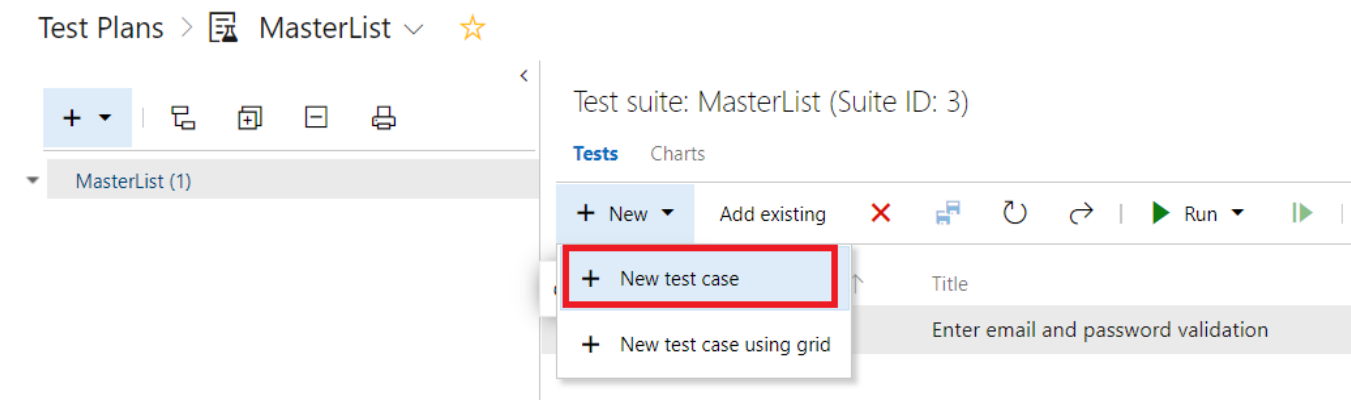 Test Plans > MasterList
Test suite: MasterList (Suite ID: 3)
Tests Charts
MasterList (1)
+ New Add existing Run
+ New test case
Title
Enter email and password validation
+ New test case using grid